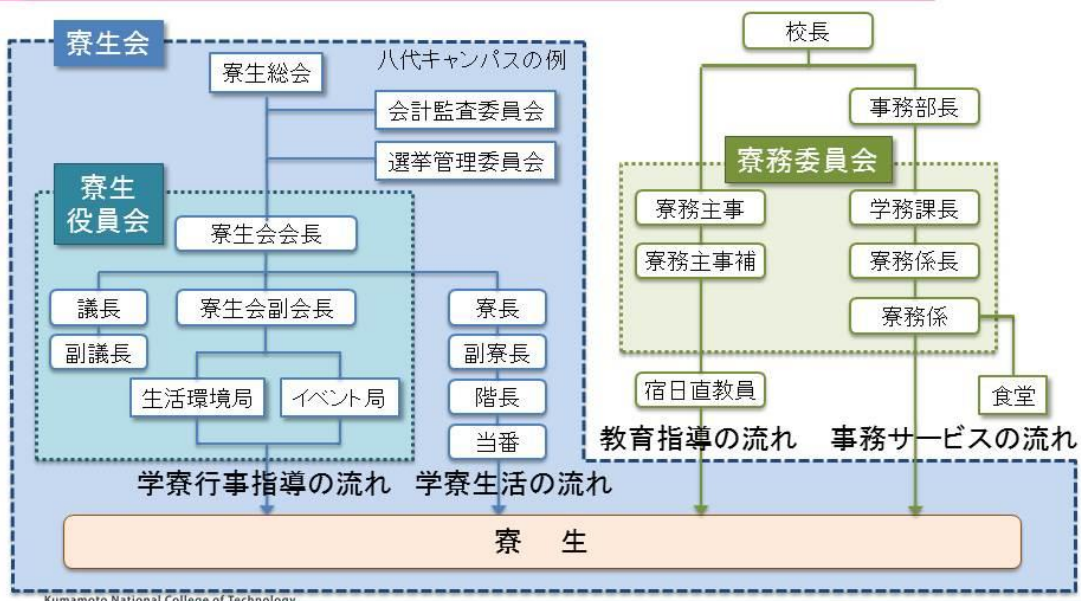 寮生会
八代キャンパスの例
寮生総会
会計監査委員会
選挙管理委員会
寮生
役員会
寮生会会長
議長
副議長
寮生会副会長
生活環境局
イベント局
寮長
副寮長
階長
当番
学寮行事指導の流れ
学寮生活の流れ
校長
事務部長
寮務委員会
寮務主事
寮務主事補
学務課長
寮務係長
寮務係
宿日直教員
食堂
教育指導の流れ
事務サービスの流れ
寮 生
Kumamoto National College of Technology